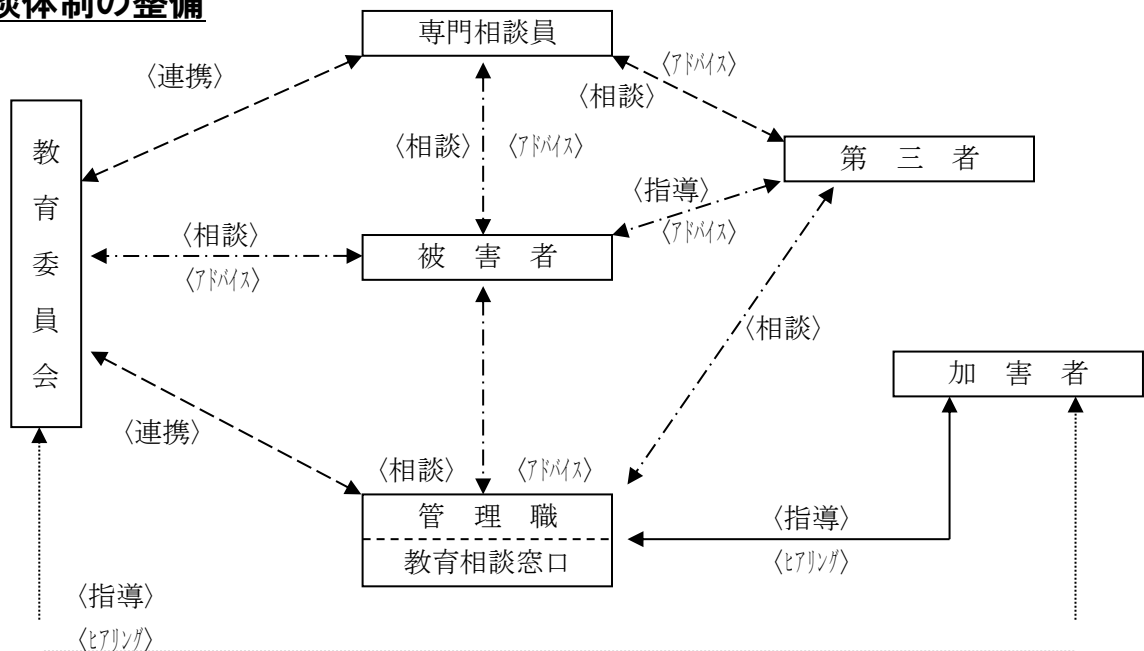 談体制の整備
専門相談員
〈連携〉
〈アドバイス〉
〈相談〉
教育委員会
〈相談〉 〈アドバイス〉
第三者
〈指導〉
〈アドバイス〉
〈相談〉
〈アドバイス〉
被害者
〈相談〉
加害者
〈連携〉
〈相談〉 〈アドバイス〉
管理職
教育相談窓口
〈指導〉
〈ヒアリング〉
〈指導〉
〈ヒアリング〉